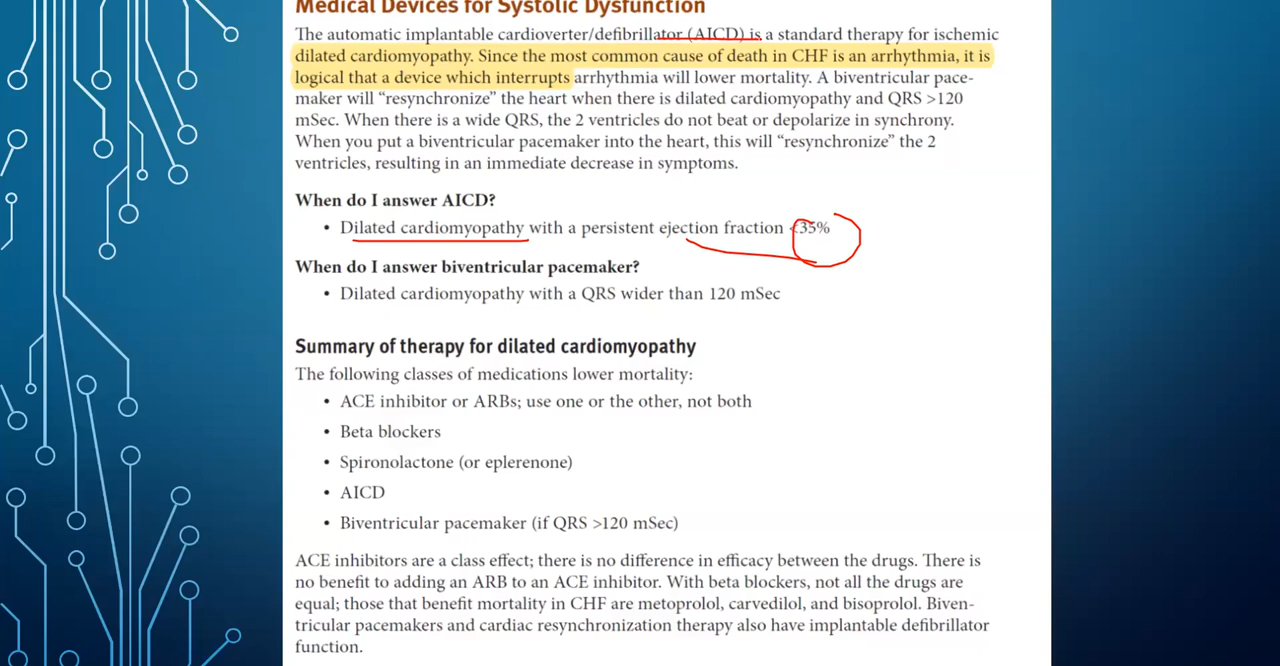 Medical Devices for Systolic Dysfunction
The automatic implantable cardioverter/defibrillator (AICD) is a standard therapy for ischemic
dilated cardiomyopathy. Since the most common cause of death in CHF is an arrhythmia, it is
logical that a device which interrupts arrhythmia will lower mortality. A biventricular pace-
maker will “resynchronize” the heart when there is dilated cardiomyopathy and QRS >120
mSec. When there is a wide QRS, the 2 ventricles do not beat or depolarize in synchrony.
When you put a biventricular pacemaker into the heart, this will “resynchronize” the 2
ventricles, resulting in an immediate decrease in symptoms.
When do I answer AICD?
• Dilated cardiomyopathy with a persistent ejection fraction <35%
When do I answer biventricular pacemaker?
• Dilated cardiomyopathy with a QRS wider than 120 mSec
Summary of therapy for dilated cardiomyopathy
The following classes of medications lower mortality:
• ACE inhibitor or ARBs; use one or the other, not both
• Beta blockers
• Spironolactone (or eplerenone)
• AICD
• Biventricular pacemaker (if QRS >120 mSec)
ACE inhibitors are a class effect; there is no difference in efficacy between the drugs. There is
no benefit to adding an ARB to an ACE inhibitor. With beta blockers, not all the drugs are
equal; those that benefit mortality in CHF are metoprolol, carvedilol, and bisoprolol. Biven-
tricular pacemakers and cardiac resynchronization therapy also have implantable defibrillator
function.